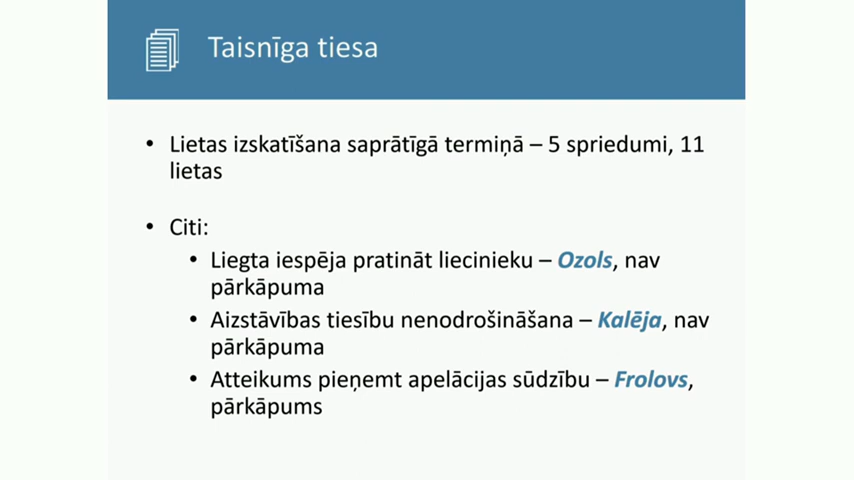 Taisnīga tiesa
• Lietas izskatīšana saprātīgā termiņā – 5 spriedumi, 11
lietas
• Citi:
• Liegta iespēja pratināt liecinieku – Ozols, nav
pārkāpuma
• Aizstāvības tiesību nenodrošināšana – Kalēja, nav
pārkāpuma
• Atteikums pieņemt apelācijas sūdzību – Frolovs,
pārkāpums